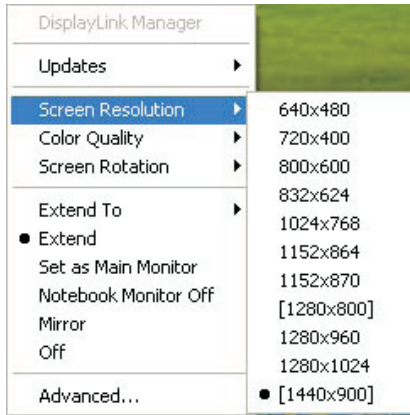 DisplayLink Manager
Updates
Screen Resolution
Color Quality
Screen Rotation
Extend To
Extend
Set as Main Monitor
Notebook Monitor Off
Mirror
Off
Advanced...
640x480
720x400
800x600
832x624
1024x768
1152x864
1152x870
[1280x800]
1280x960
1280x1024
[1440x900]